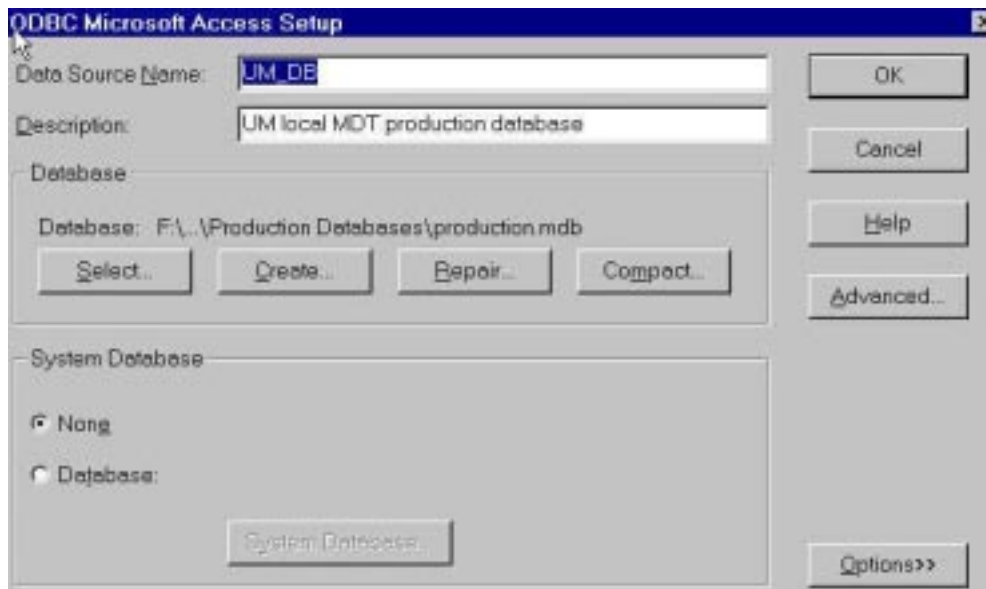 ODBC Microsoft Access Setup
Data Source Name: UM_DB
OK
Description: UM local MDT production database
Cancel
Database
Database: F:\...\Production Databases\production.mdb
Help
Select... Create... Repair... Compact...
Advanced...
System Database
None
Database:
System Database...
Options>>